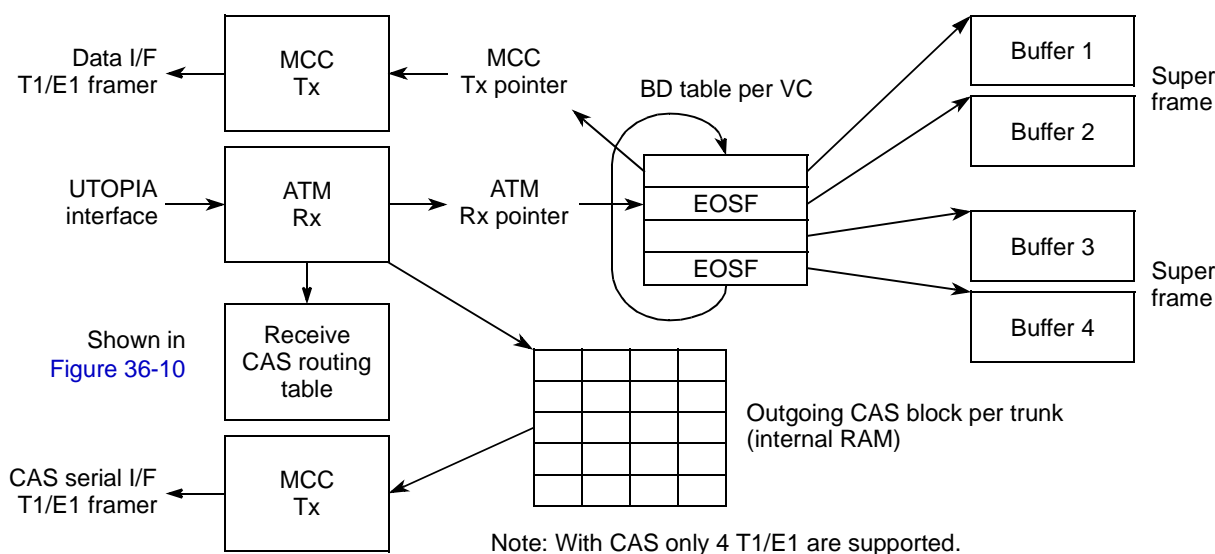 Data I/F
T1/E1 framer
MCC
Tx
MCC
Tx pointer
BD table per VC
Buffer 1
Buffer 2
Super
frame
UTOPIA
interface
ATM
Rx
ATM
Rx pointer
EOSF
EOSF
Buffer 3
Buffer 4
Super
frame
Shown in
Figure 36-10
Receive
CAS routing
table
Outgoing CAS block per trunk
(internal RAM)
CAS serial I/F
T1/E1 framer
MCC
Tx
Note: With CAS only 4 T1/E1 are supported.